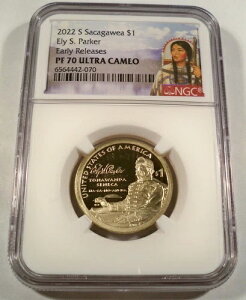 2022 S Sacagawea $1
Ely S. Parker
Early Releases
PF 70 ULTRA CAMEO
6564442-070
NGC
UNITED STATES OF AMERICA
$1
TONAWANDA
SENECA